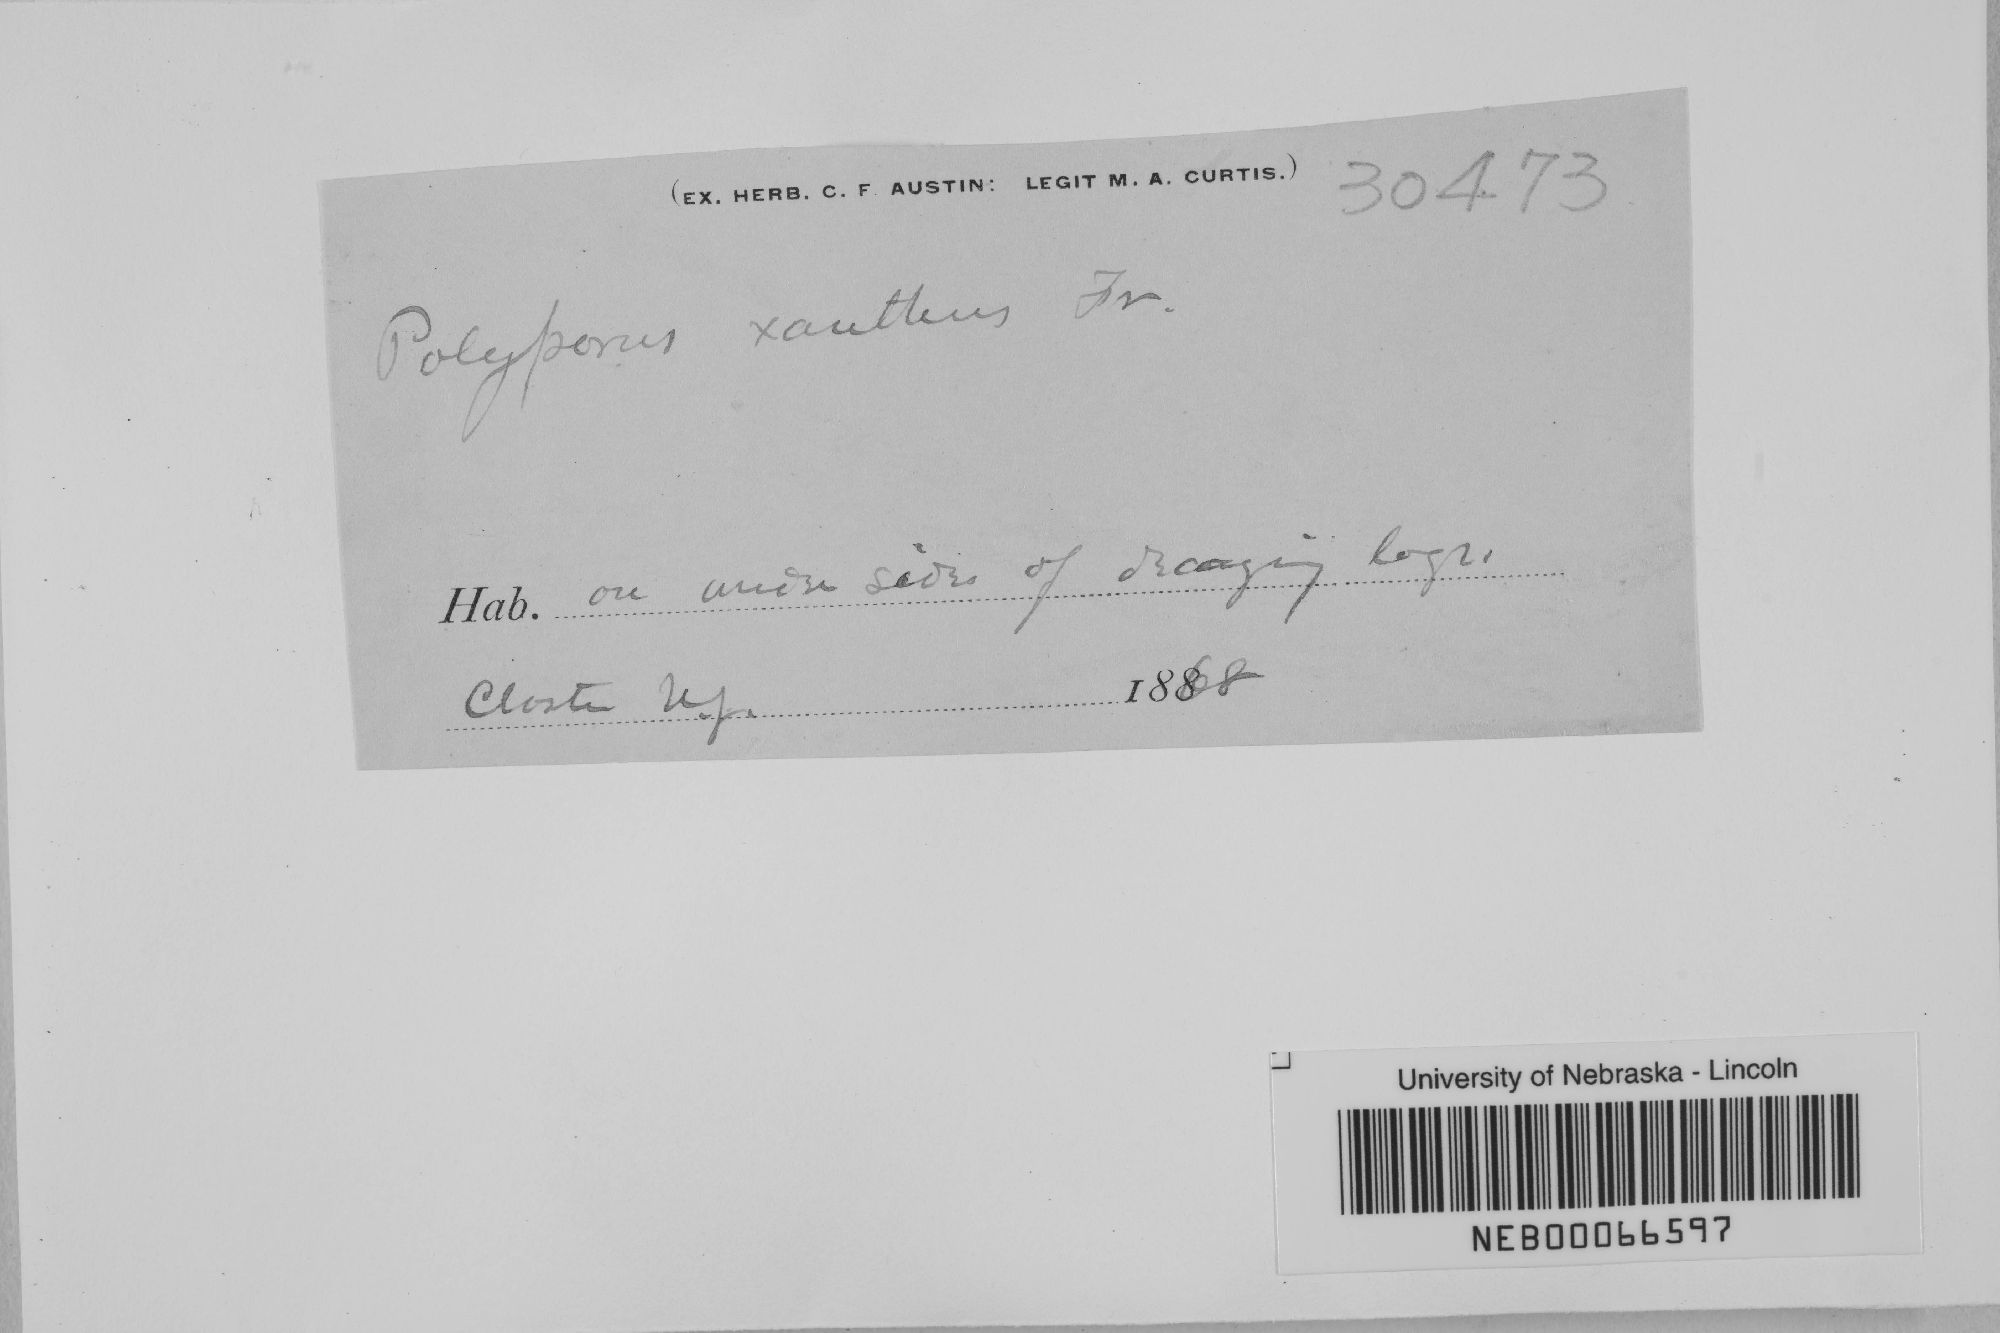 (EX. HERB. C. F. AUSTIN: LEGIT M. A. CURTIS.) 30473
Polyporus xanthus Fr.
Hab. on under sides of decaying logs.
Closter N.J. 1868
University of Nebraska - Lincoln
NEB00066597